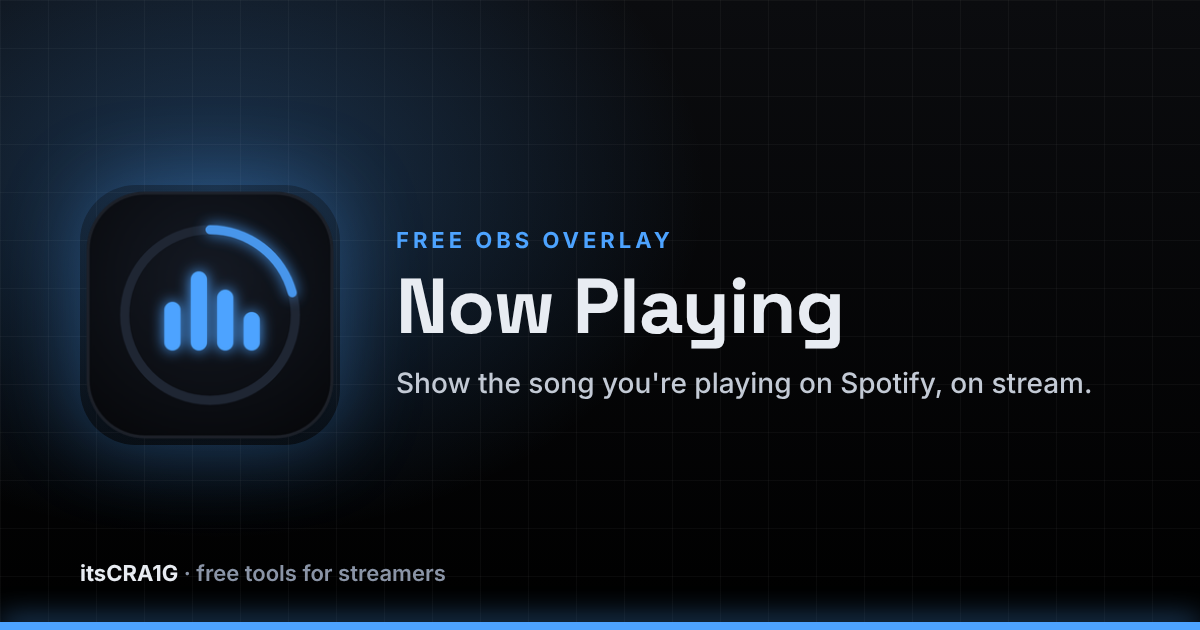 FREE OBS OVERLAY
Now Playing
Show the song you're playing on Spotify, on stream.
itsCRA1G · free tools for streamers